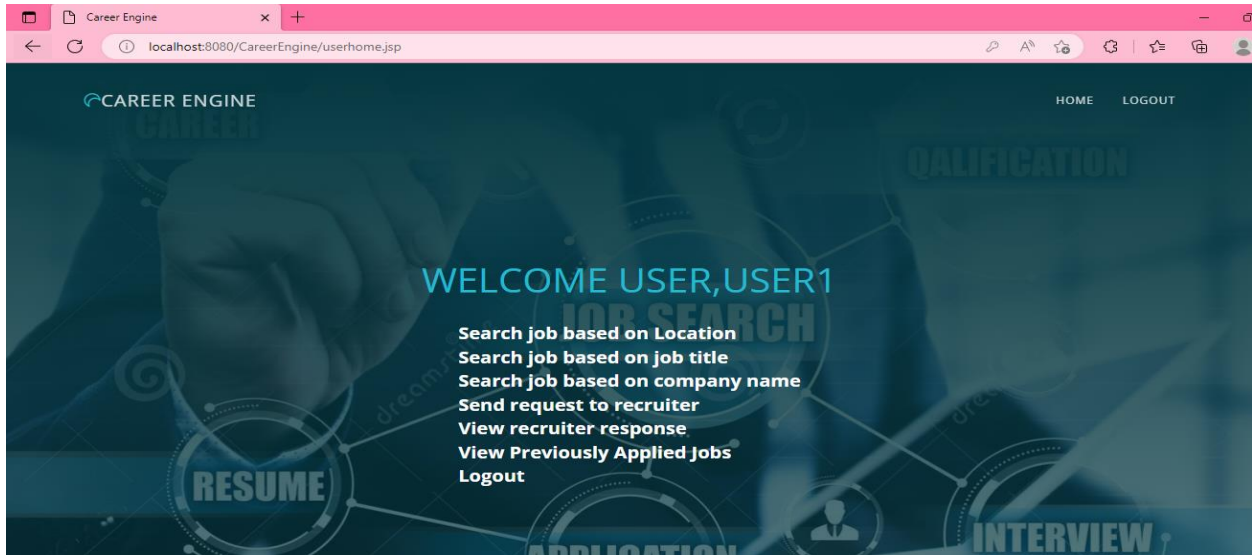 Career Engine
localhost:8080/CareerEngine/userhome.jsp
CAREER ENGINE
HOME LOGOUT
CAREER
QALIFICATION
WELCOME USER,USER1
JOB SEARCH
Search job based on Location
Search job based on job title
Search job based on company name
Send request to recruiter
View recruiter response
View Previously Applied Jobs
Logout
RESUME
INTERVIEW
APPLICATION